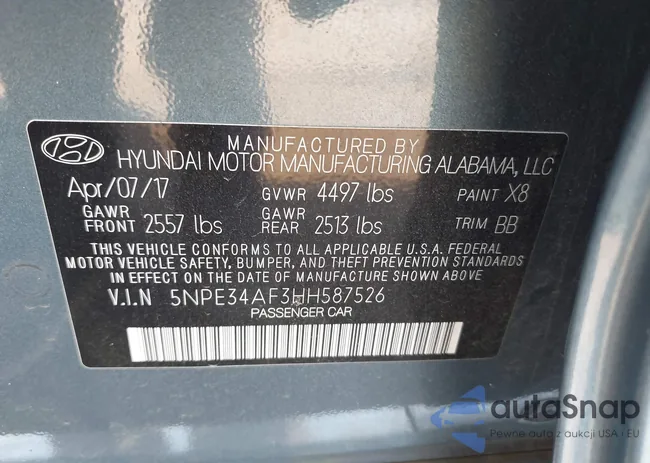 MANUFACTURED BY
HYUNDAI MOTOR MANUFACTURING ALABAMA, LLC
Apr/07/17 GVWR 4497 lbs PAINT X8
GAWR FRONT 2557 lbs GAWR REAR 2513 lbs TRIM BB
THIS VEHICLE CONFORMS TO ALL APPLICABLE U.S.A. FEDERAL
MOTOR VEHICLE SAFETY, BUMPER, AND THEFT PREVENTION STANDARDS
IN EFFECT ON THE DATE OF MANUFACTURE SHOWN ABOVE.
V.I.N 5NPE34AF3HH587526
PASSENGER CAR
autaSnap
Pewne auta z aukcji USA i EU